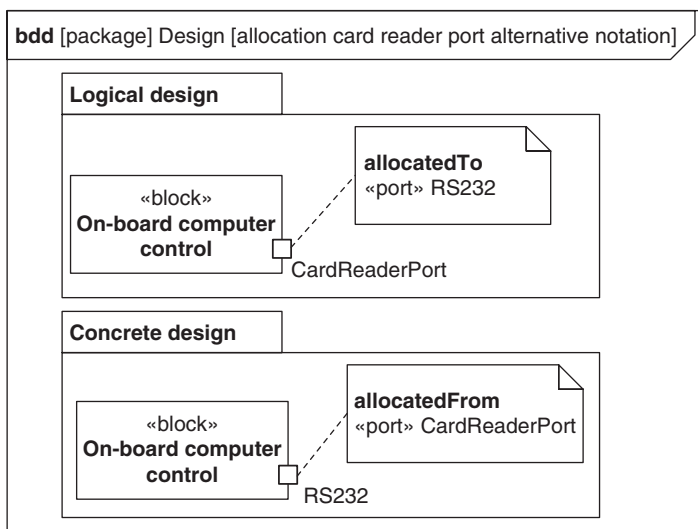 bdd [package] Design [allocation card reader port alternative notation]
Logical design
allocatedTo
«port» RS232
«block»
On-board computer
control
CardReaderPort
Concrete design
allocatedFrom
«port» CardReaderPort
«block»
On-board computer
control
RS232